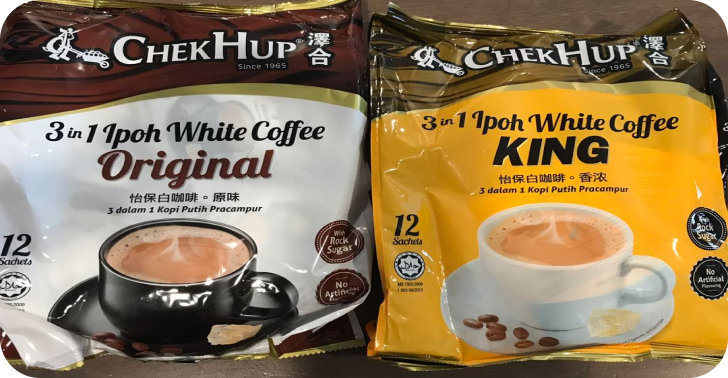 CHEKHUP® 澤合
Since 1965
3 in 1 Ipoh White Coffee
Original
怡保白咖啡。原味
3 dalam 1 Kopi Putih Pracampur
12
Sachets
With
Rock
Sugar
No
Artificial
Flavouring
CHEKHUP® 澤合
Since 1965
3 in 1 Ipoh White Coffee
KING
怡保白咖啡。香浓
3 dalam 1 Kopi Putih Pracampur
12
Sachets
Rock
Sugar
No
Artificial
Flavouring